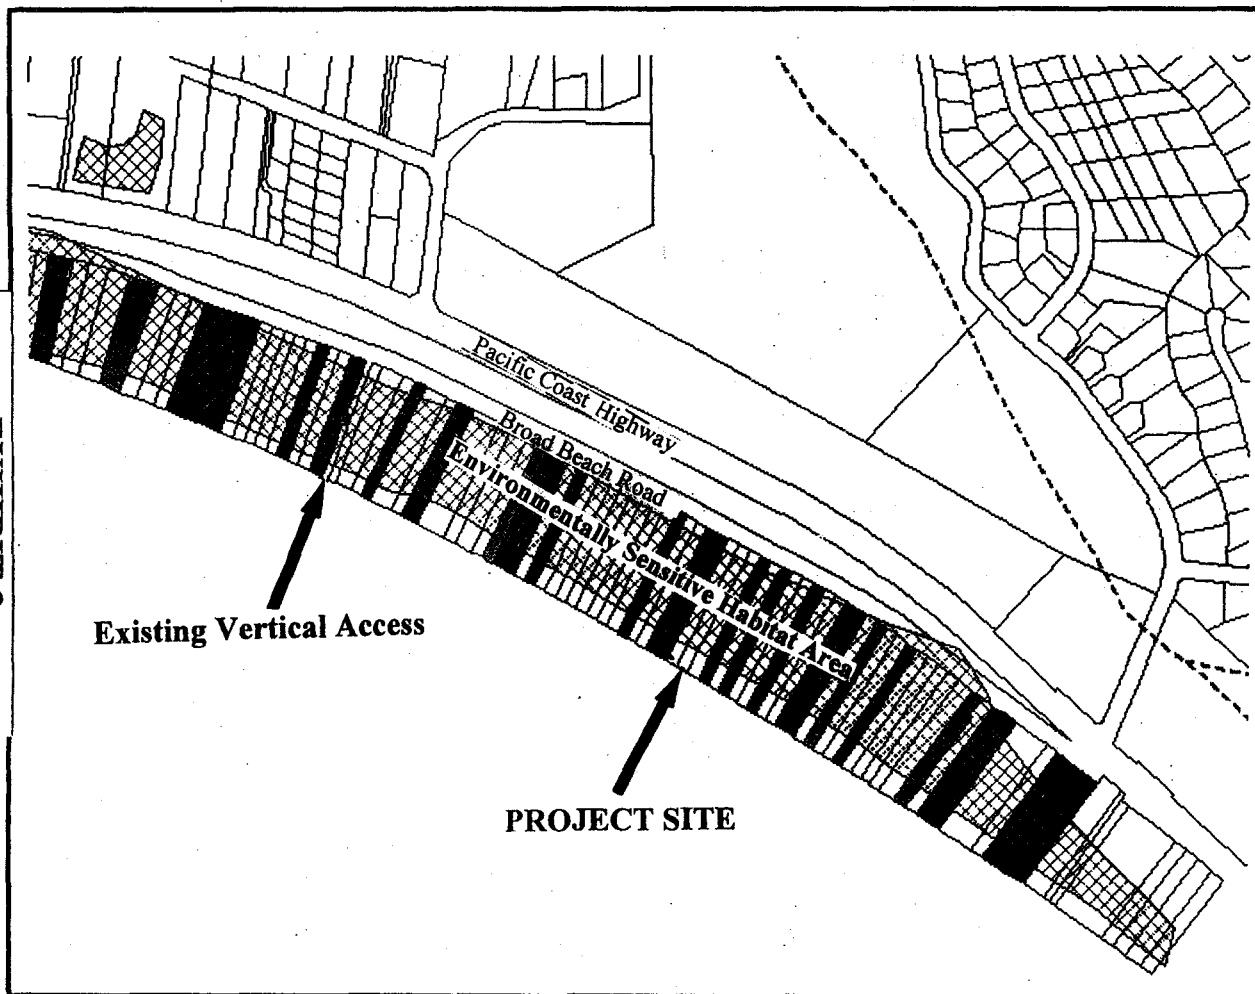 Pacific Coast Highway
Broad Beach Road
Environmentally Sensitive Habitat Area
Existing Vertical Access
PROJECT SITE